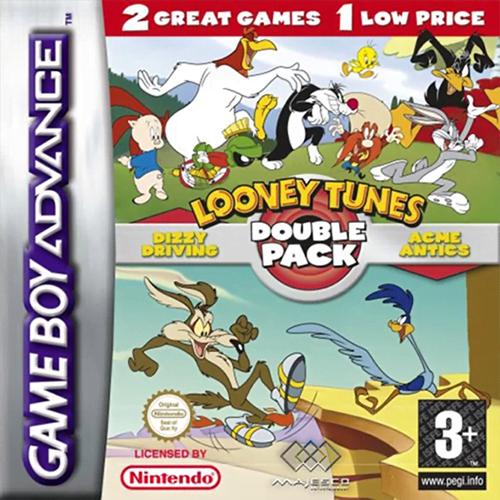 GAME BOY ADVANCE
2 GREAT GAMES 1 LOW PRICE
LOONEY TUNES
DOUBLE
PACK
DIZZY
DRIVING
ACME
ANTICS
Original
Nintendo
Seal of
Quality
LICENSED BY
Nintendo
MAJESCO
3+
www.pegi.info